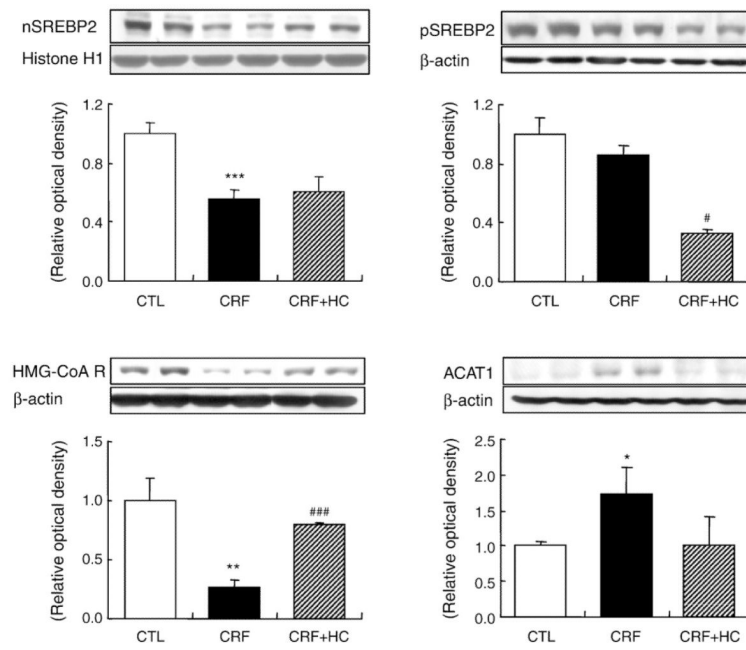 nSREBP2
Histone H1
(Relative optical density)
1.2
0.8
0.4
0.0
***
CTL CRF CRF+HC
pSREBP2
β-actin
(Relative optical density)
1.2
0.8
0.4
0.0
#
CTL CRF CRF+HC
HMG-CoA R
β-actin
(Relative optical density)
1.5
1.0
0.5
0.0
**
###
CTL CRF CRF+HC
ACAT1
β-actin
(Relative optical density)
2.5
2.0
1.5
1.0
0.5
0.0
*
CTL CRF CRF+HC